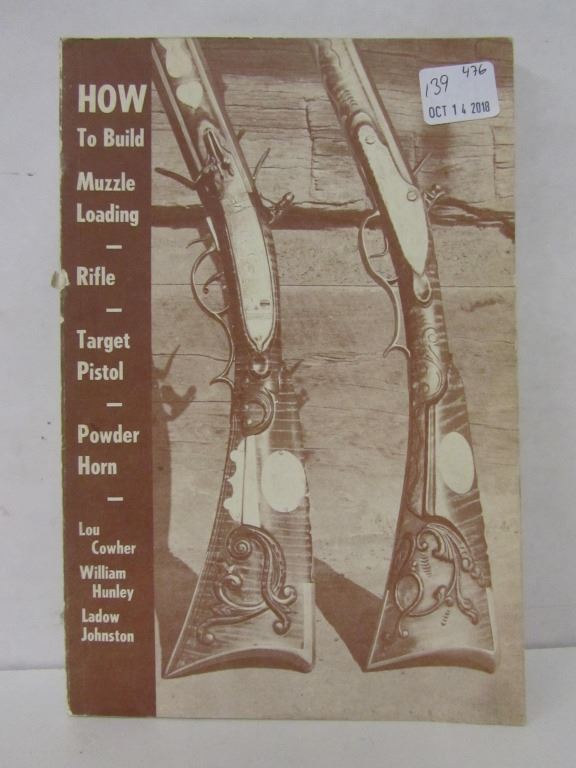 HOW
To Build
Muzzle
Loading
—
Rifle
—
Target
Pistol
—
Powder
Horn
—
Lou
Cowher
William
Hunley
Ladow
Johnston
139 476
OCT 14 2018